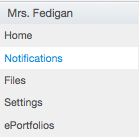 Mrs. Fedigan
Home
Notifications
Files
Settings
ePortfolios